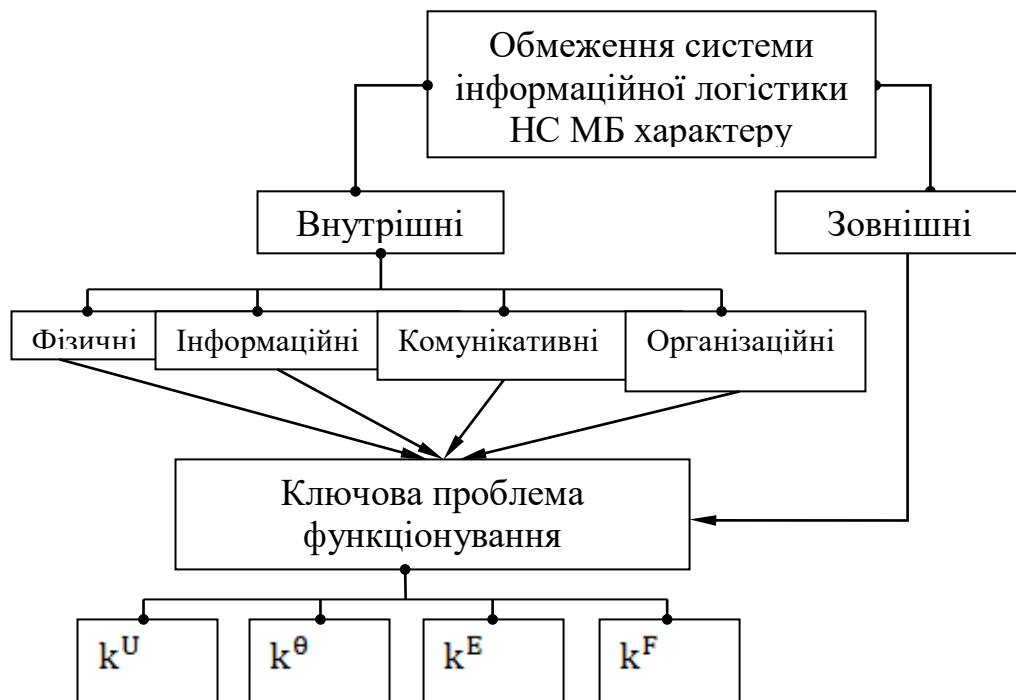 Обмеження системи
інформаційної логістики
НС МБ характеру
Внутрішні
Зовнішні
Фізичні
Інформаційні
Комунікативні
Організаційні
Ключова проблема
функціонування
k^U
k^θ
k^E
k^F